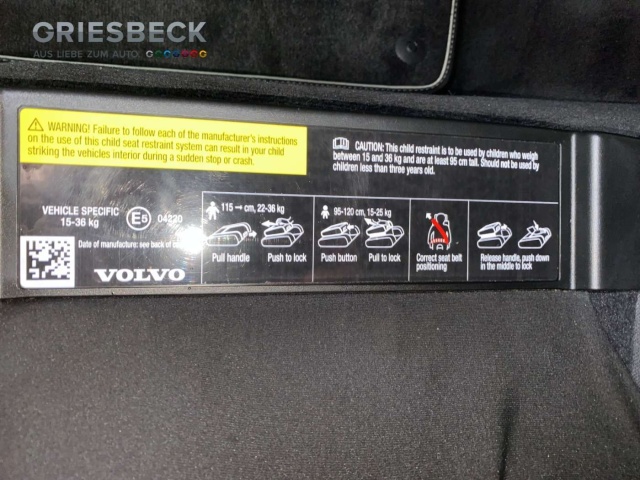 GRIESBECK
AUS LIEBE ZUM AUTO
WARNING! Failure to follow each of the manufacturer's instructions
on the use of this child seat restraint system can result in your child
striking the vehicles interior during a sudden stop or crash.
CAUTION: This child restraint is to be used by children who weigh
between 15 and 36 kg and are at least 95 cm tall. Should not be used by
children less than three years old.
VEHICLE SPECIFIC
15-36 kg
E5 04220
Date of manufacture: see back of
VOLVO
115 → cm, 22-36 kg
Pull handle Push to lock
95-120 cm, 15-25 kg
Push button Pull to lock
Correct seat belt
positioning
Release handle, push down
in the middle to lock